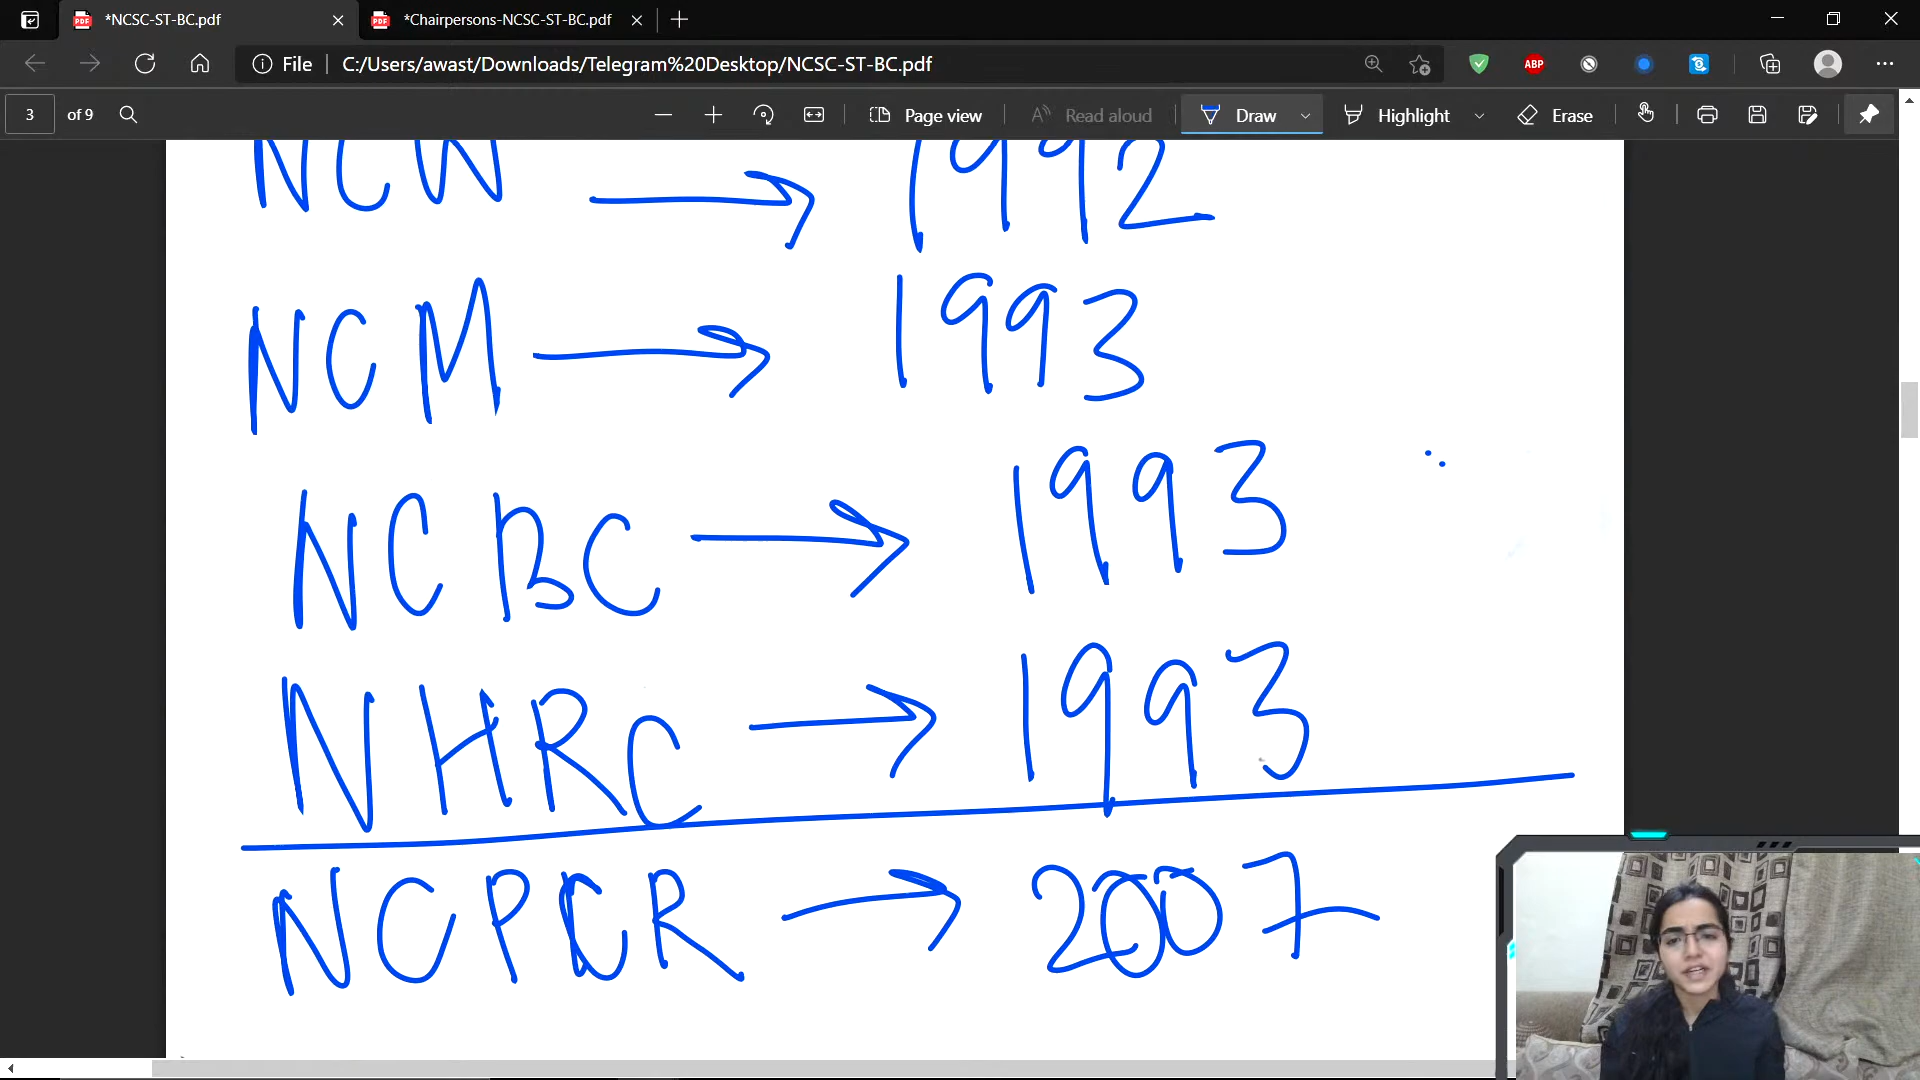 *NCSC-ST-BC.pdf
*Chairpersons-NCSC-ST-BC.pdf
File
C:/Users/awast/Downloads/Telegram%20Desktop/NCSC-ST-BC.pdf
ABP
3 of 9
Page view
Read aloud
Draw
Highlight
Erase
NCW → 1992
NCM → 1993
NCBC → 1993
NHRC → 1993
NCPCR → 2007